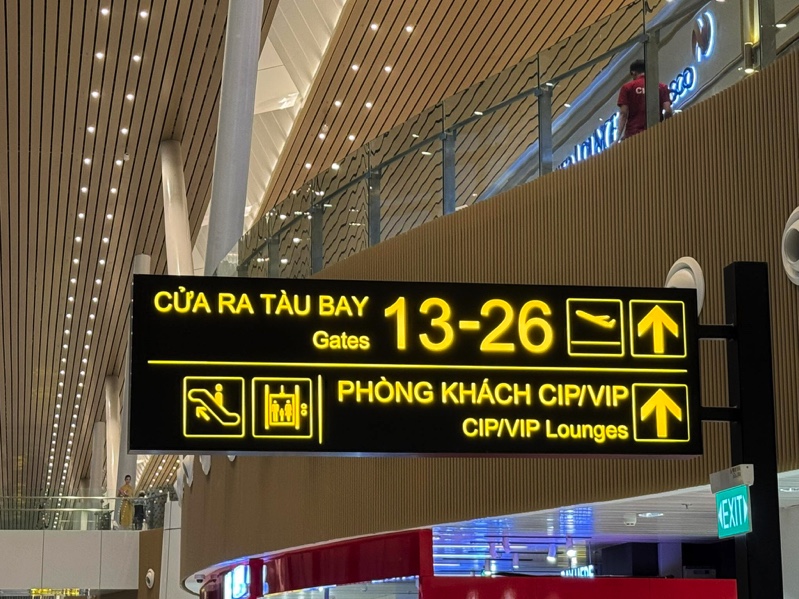 CỬA RA TÀU BAY
Gates
13-26
PHÒNG KHÁCH CIP/VIP
CIP/VIP Lounges
EXIT